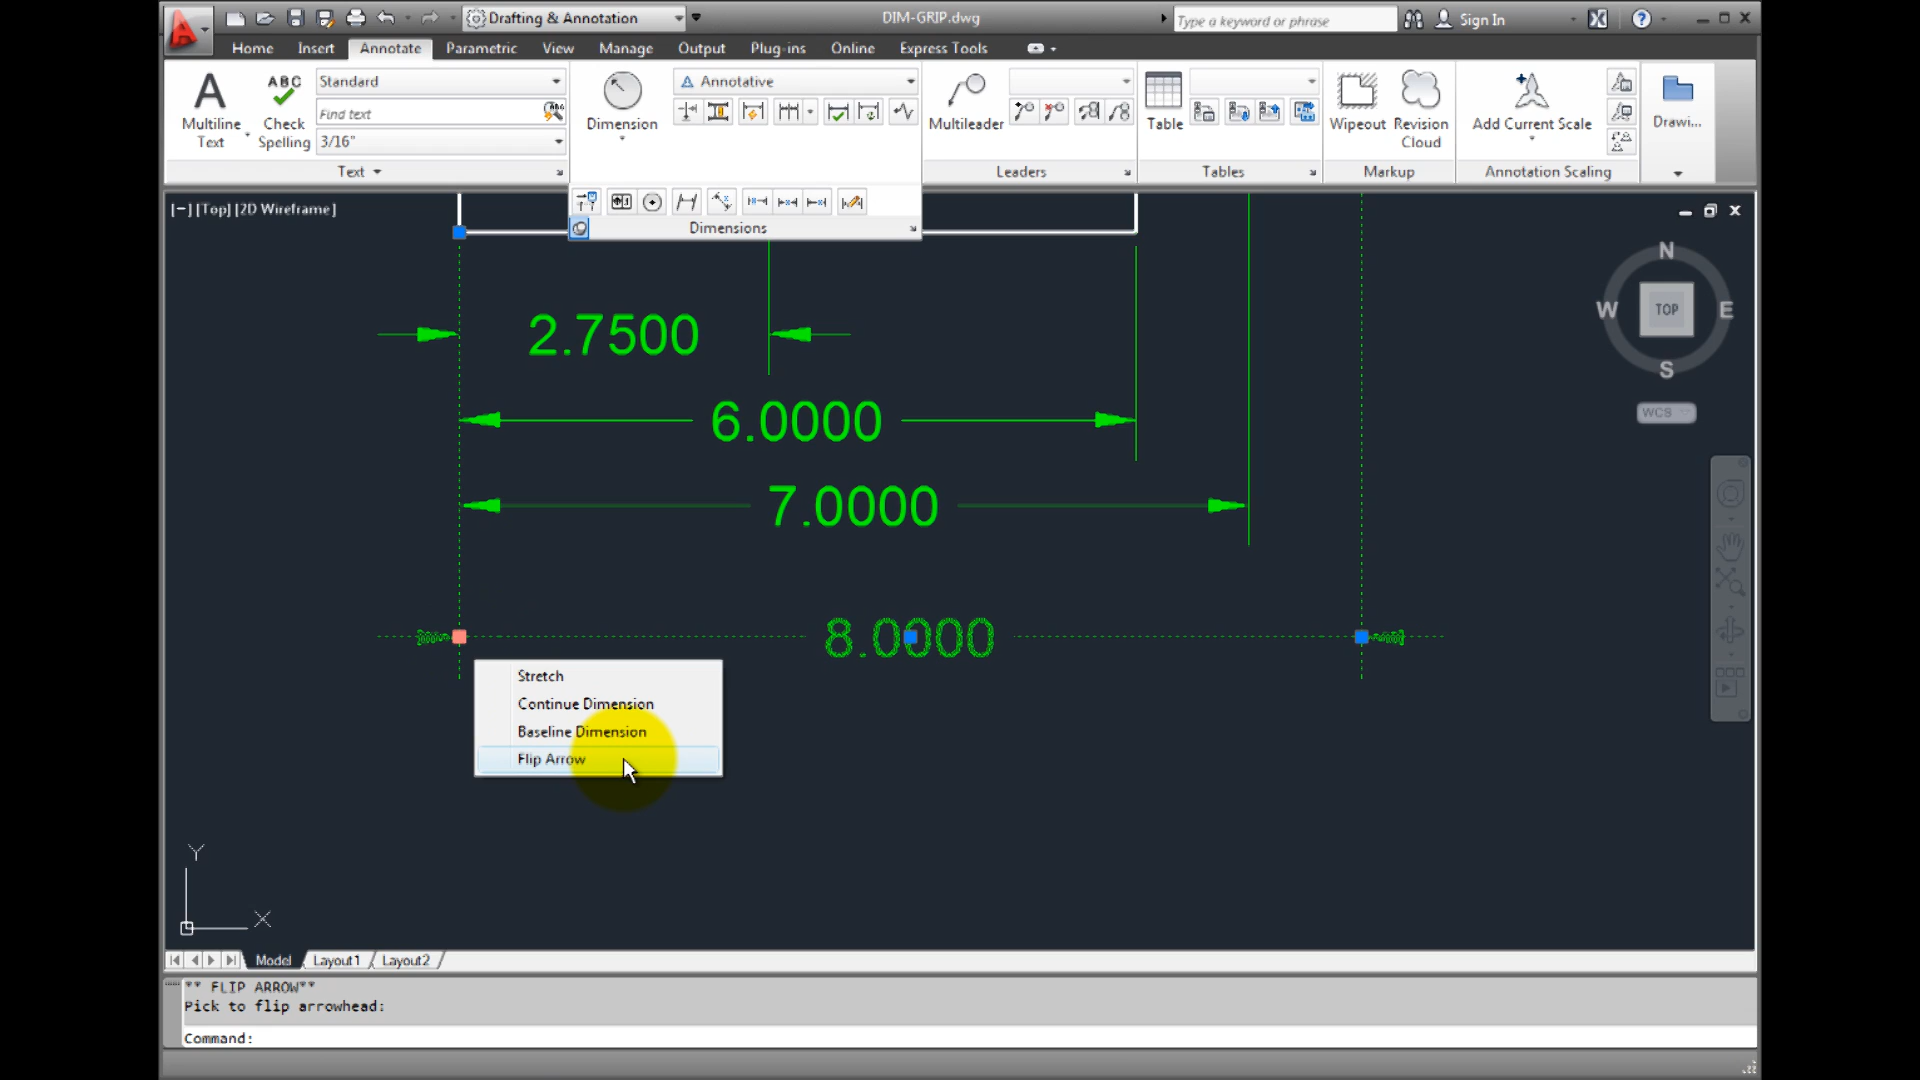 Drafting & Annotation
DIM-GRIP.dwg
Type a keyword or phrase
Sign In
Home
Insert
Annotate
Parametric
View
Manage
Output
Plug-ins
Online
Express Tools
A
Multiline
Text
ABC
Check
Spelling
Standard
Find text
3/16"
Text
Dimension
Annotative
Dimensions
Multileader
Leaders
Table
Tables
Wipeout
Revision
Cloud
Markup
Add Current Scale
Annotation Scaling
Drawi...
[−] [Top] [2D Wireframe]
N
W
TOP
E
S
WCS
2.7500
6.0000
7.0000
8.0000
Stretch
Continue Dimension
Baseline Dimension
Flip Arrow
Y
X
Model
Layout1
Layout2
** FLIP ARROW**
Pick to flip arrowhead:
Command: